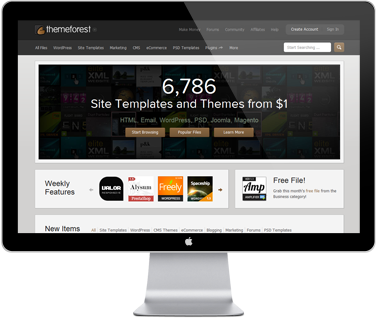 themeforest
Make Money Discuss Community Affiliates Help Create Account Sign In
All Files WordPress Site Templates Marketing CMS eCommerce PSD Templates Plugins More Start Searching ...
6,786
Site Templates and Themes from $1
HTML, Email, WordPress, PSD, Joomla, Magento
Start Browsing Popular Files Learn More
Weekly
Features
Alyssum
PrestaShop
Freely
WORDPRESS
Spaceship
WORDPRESS
Amp
Free File!
Grab this month's free file from the
Business category!
New Items All Site Templates WordPress CMS Themes eCommerce Blogging Marketing Forums PSD Templates